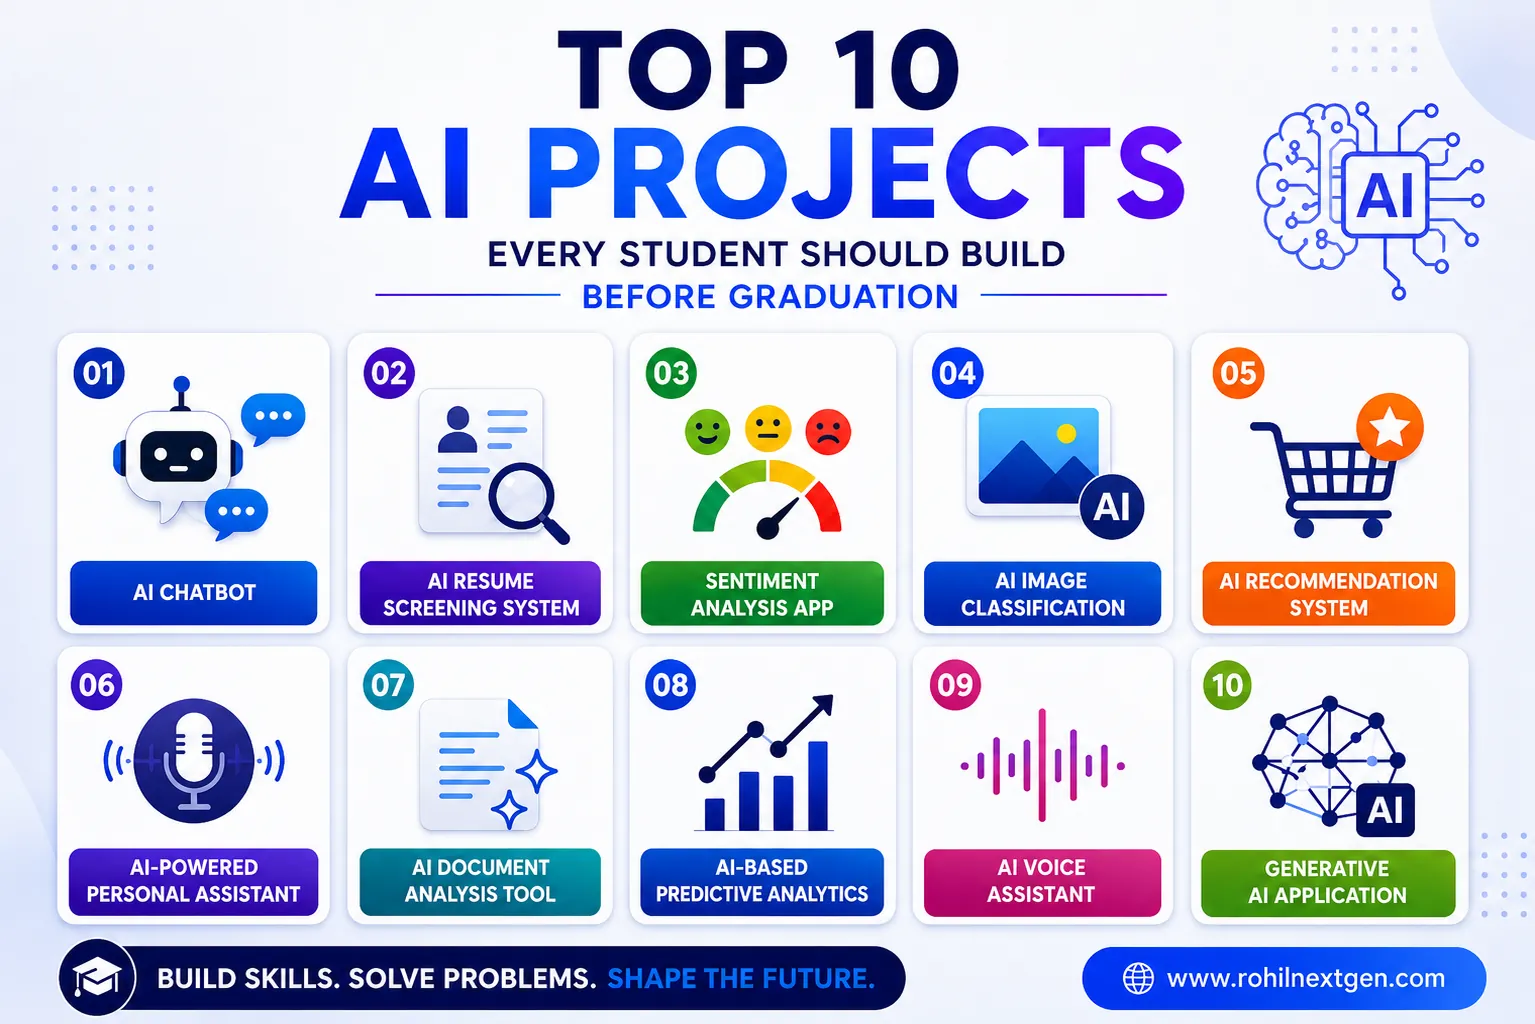 TOP 10
AI PROJECTS
EVERY STUDENT SHOULD BUILD
BEFORE GRADUATION
AI
01
AI CHATBOT
02
AI RESUME
SCREENING SYSTEM
03
SENTIMENT
ANALYSIS APP
04
AI
AI IMAGE
CLASSIFICATION
05
AI RECOMMENDATION
SYSTEM
06
AI-POWERED
PERSONAL ASSISTANT
07
AI DOCUMENT
ANALYSIS TOOL
08
AI-BASED
PREDICTIVE ANALYTICS
09
AI VOICE
ASSISTANT
10
AI
GENERATIVE
AI APPLICATION
BUILD SKILLS. SOLVE PROBLEMS. SHAPE THE FUTURE.
www.rohilnextgen.com